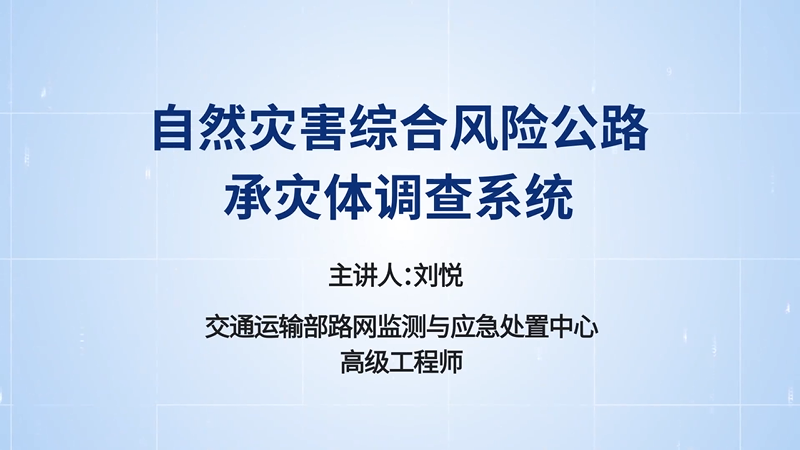 自然灾害综合风险公路
承灾体调查系统
主讲人:刘悦
交通运输部路网监测与应急处置中心
高级工程师